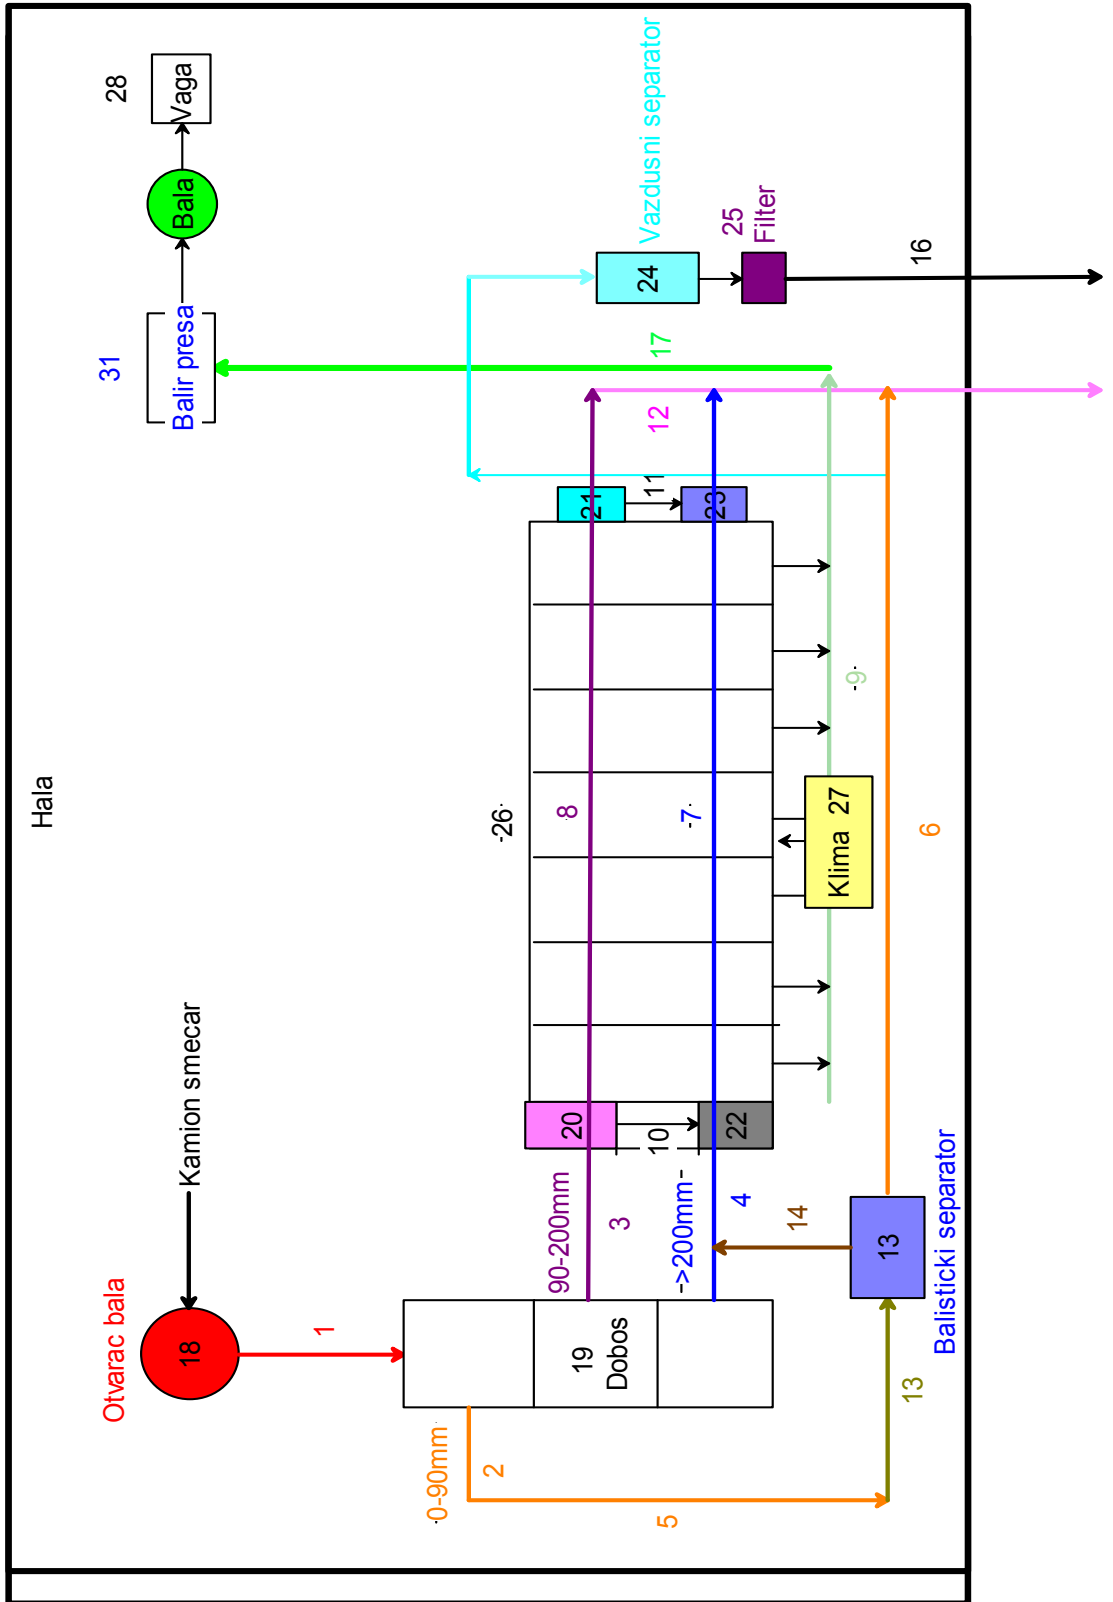 Hala
Otvarac bala
18
Kamion smecar
1
31
Balir presa
Bala
28
Vaga
0-90mm
2
5
19
Dobos
90-200mm
3
->200mm-
4
20
10
22
-26-
8
-7-
21
11
23
12
17
Vazdusni separator
24
25
Filter
16
13
14
13
Balisticki separator
Klima 27
-9-
6